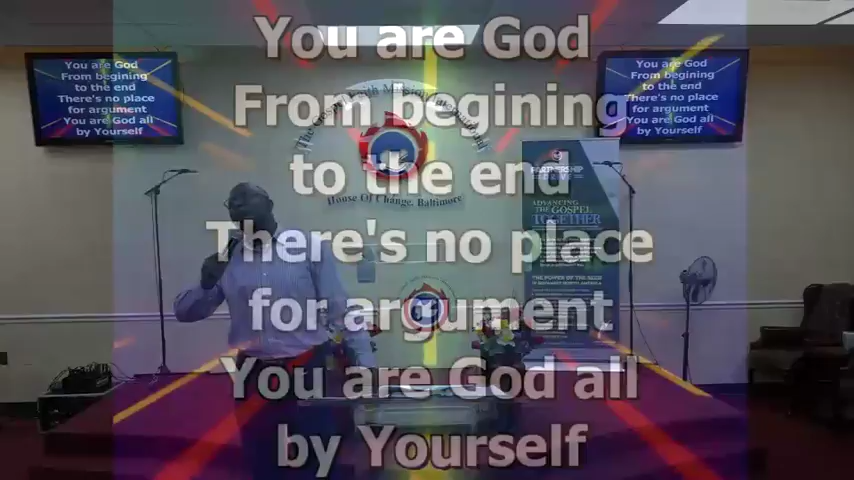 You are God
From begining
to the end
There's no place
for argument
You are God all
by Yourself
You are God
From begining
to the end
There's no place
for argument
You are God all
by Yourself
You are God
From begining
to the end
There's no place
for argument
You are God all
by Yourself
House Of Change, Baltimore
PARTNERSHIP
ADVANCING
THE GOSPEL
TOGETHER